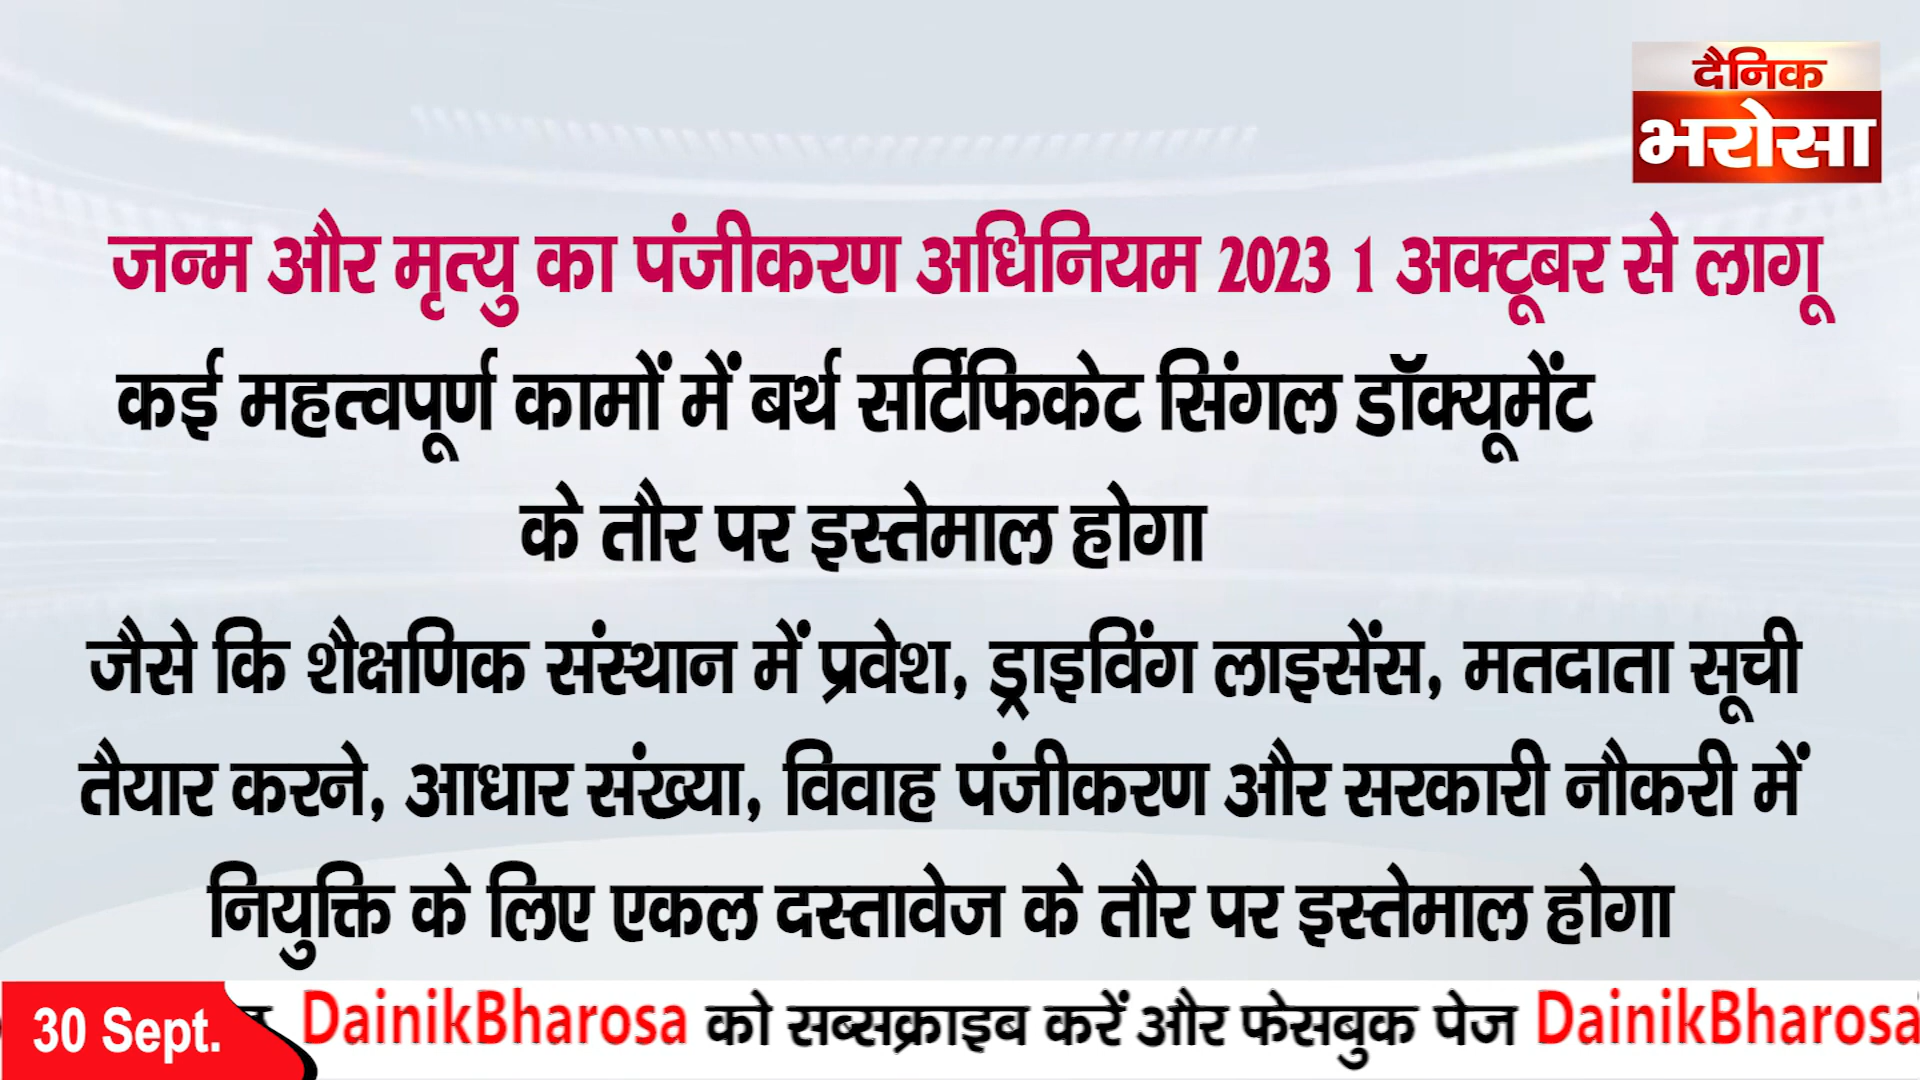 दैनिक
भरोसा
जन्म और मृत्यु का पंजीकरण अधिनियम 2023 1 अक्टूबर से लागू
कई महत्वपूर्ण कामों में बर्थ सर्टिफिकेट सिंगल डॉक्यूमेंट
के तौर पर इस्तेमाल होगा
जैसे कि शैक्षणिक संस्थान में प्रवेश, ड्राइविंग लाइसेंस, मतदाता सूची
तैयार करने, आधार संख्या, विवाह पंजीकरण और सरकारी नौकरी में
नियुक्ति के लिए एकल दस्तावेज के तौर पर इस्तेमाल होगा
30 Sept. DainikBharosa को सब्सक्राइब करें और फेसबुक पेज DainikBharosa